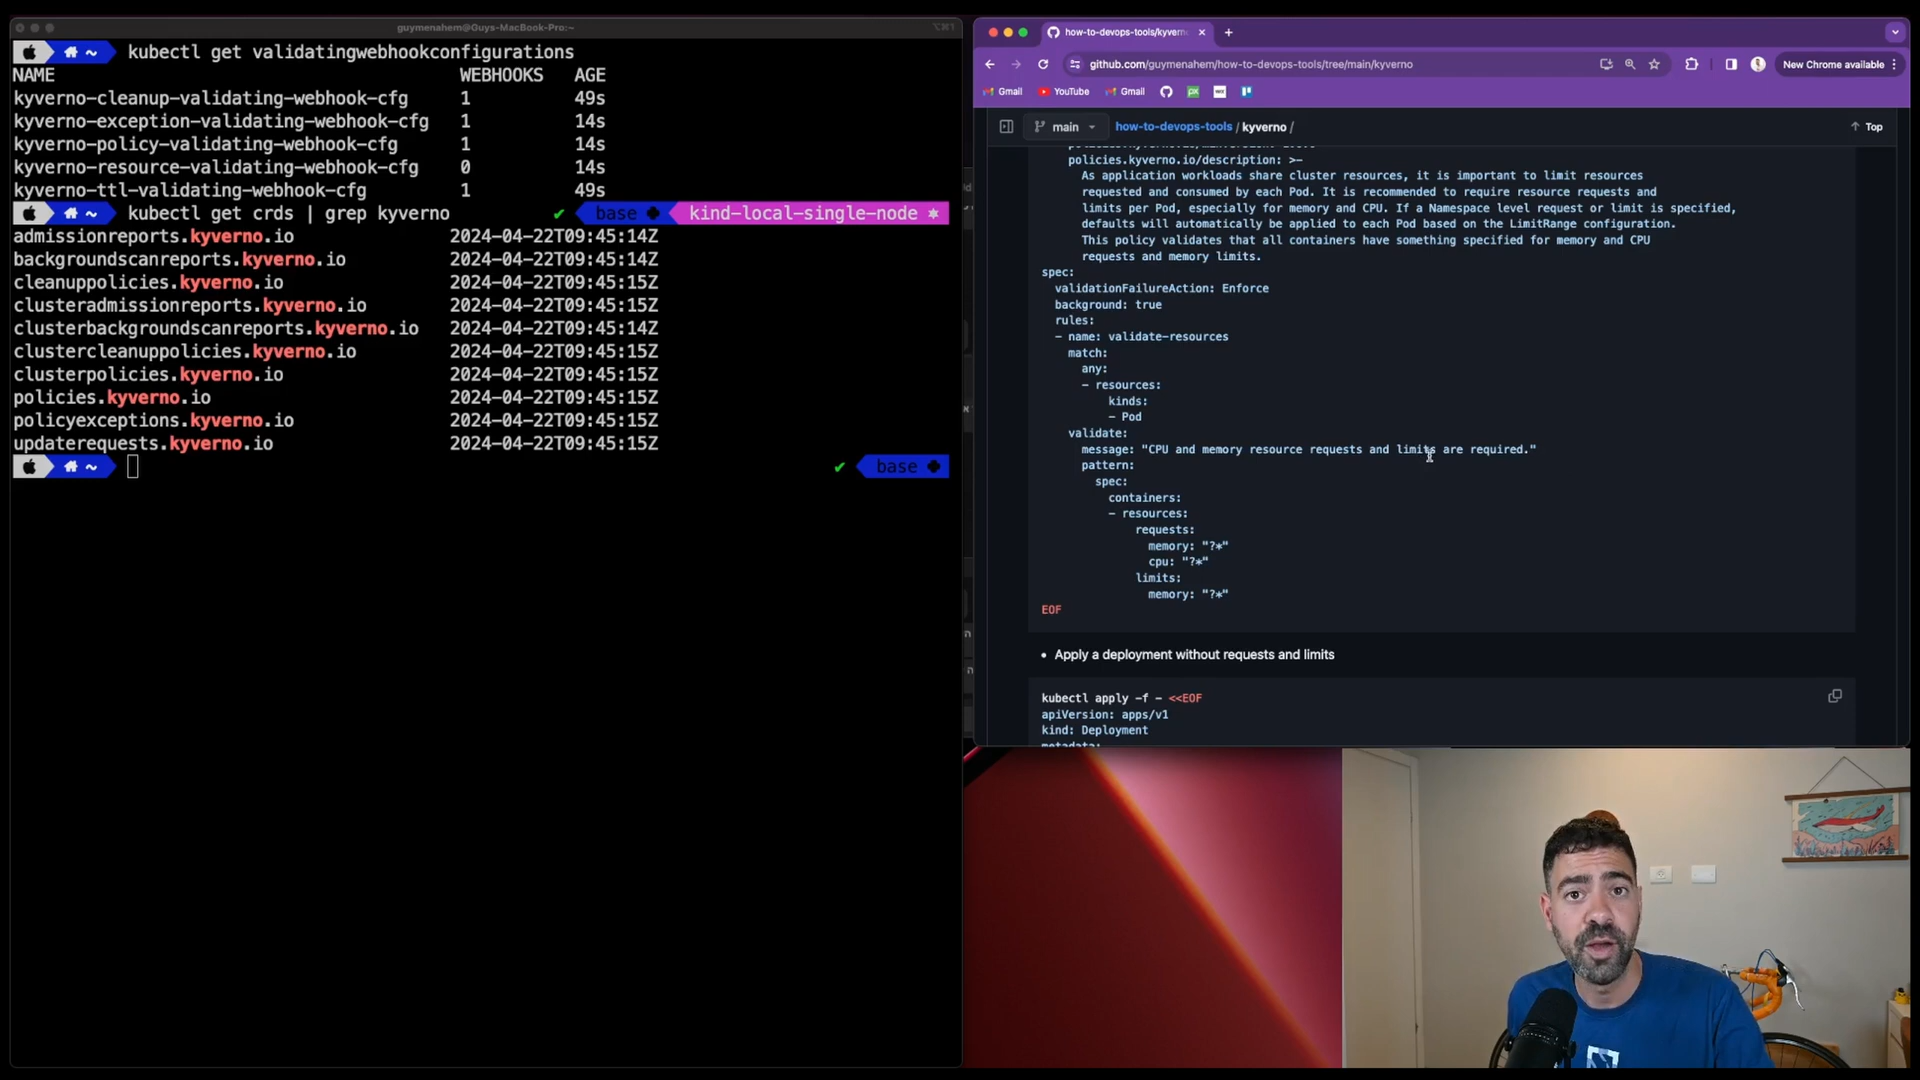 guymenahem@Guys-MacBook-Pro:~
⌥⌘1
~ kubectl get validatingwebhookconfigurations
NAME WEBHOOKS AGE
kyverno-cleanup-validating-webhook-cfg 1 49s
kyverno-exception-validating-webhook-cfg 1 14s
kyverno-policy-validating-webhook-cfg 1 14s
kyverno-resource-validating-webhook-cfg 0 14s
kyverno-ttl-validating-webhook-cfg 1 49s
~ kubectl get crds | grep kyverno ✔ base kind-local-single-node
admissionreports.kyverno.io 2024-04-22T09:45:14Z
backgroundscanreports.kyverno.io 2024-04-22T09:45:14Z
cleanuppolicies.kyverno.io 2024-04-22T09:45:15Z
clusteradmissionreports.kyverno.io 2024-04-22T09:45:15Z
clusterbackgroundscanreports.kyverno.io 2024-04-22T09:45:14Z
clustercleanuppolicies.kyverno.io 2024-04-22T09:45:15Z
clusterpolicies.kyverno.io 2024-04-22T09:45:15Z
policies.kyverno.io 2024-04-22T09:45:15Z
policyexceptions.kyverno.io 2024-04-22T09:45:15Z
updaterequests.kyverno.io 2024-04-22T09:45:15Z
~ ✔ base
how-to-devops-tools/kyverno
github.com/guymenahem/how-to-devops-tools/tree/main/kyverno
New Chrome available
Gmail YouTube Gmail
main how-to-devops-tools / kyverno / Top
policies.kyverno.io/description: >-
As application workloads share cluster resources, it is important to limit resources
requested and consumed by each Pod. It is recommended to require resource requests and
limits per Pod, especially for memory and CPU. If a Namespace level request or limit is specified,
defaults will automatically be applied to each Pod based on the LimitRange configuration.
This policy validates that all containers have something specified for memory and CPU
requests and memory limits.
spec:
validationFailureAction: Enforce
background: true
rules:
- name: validate-resources
match:
any:
- resources:
kinds:
- Pod
validate:
message: "CPU and memory resource requests and limits are required."
pattern:
spec:
containers:
- resources:
requests:
memory: "?*"
cpu: "?*"
limits:
memory: "?*"
EOF
• Apply a deployment without requests and limits
kubectl apply -f - <<EOF
apiVersion: apps/v1
kind: Deployment
metadata: